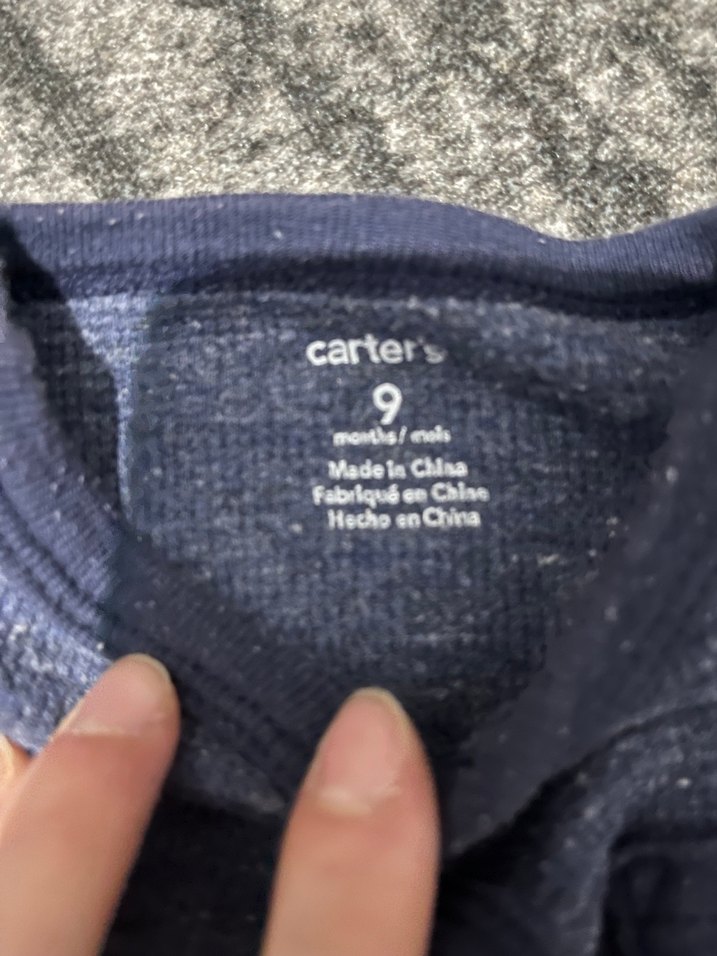 carter's
9
months / mois
Made in China
Fabriqué en Chine
Hecho en China